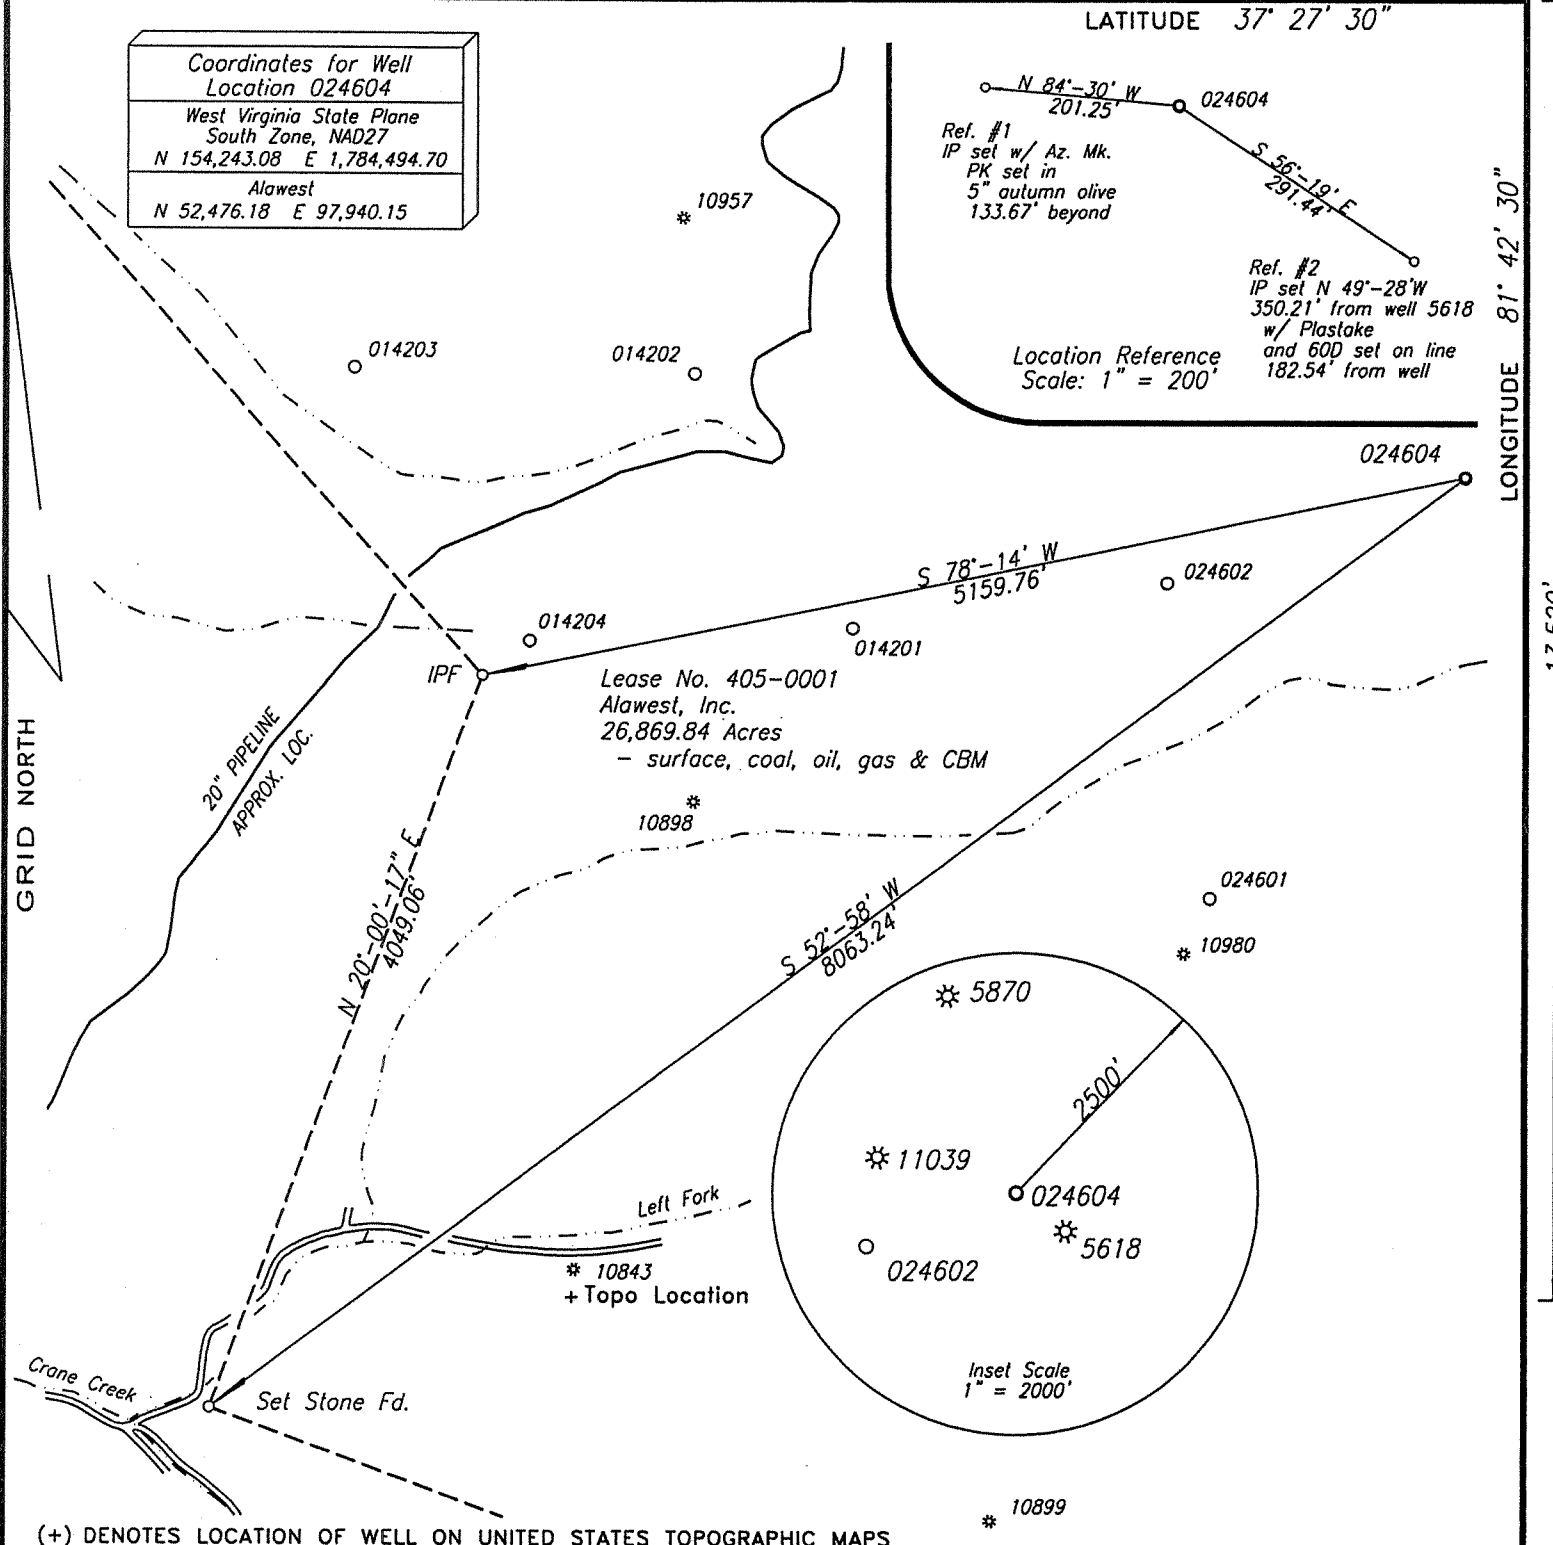 LATITUDE 37° 27' 30"
Coordinates for Well
Location 024604
West Virginia State Plane
South Zone, NAD27
N 154,243.08 E 1,784,494.70
Alawest
N 52,476.18 E 97,940.15
N 84°-30' W
201.25'
024604
Ref. #1
IP set w/ Az. Mk.
PK set in
5" autumn olive
133.67' beyond
S 56°-19' E
291.44'
Ref. #2
IP set N 49°-28'W
350.21' from well 5618
w/ Plastake
and 60D set on line
182.54' from well
Location Reference
Scale: 1" = 200'
LONGITUDE 81° 42' 30"
10957
014203
014202
024604
S 78°-14' W
5159.76'
024602
014204
014201
IPF
Lease No. 405-0001
Alawest, Inc.
26,869.84 Acres
- surface, coal, oil, gas & CBM
20" PIPELINE
APPROX. LOC.
GRID NORTH
10898
N 20°-00'-17" E
4049.06'
S 52°-58' W
8063.24'
024601
10980
5870
2500'
11039
024604
5618
024602
Inset Scale
1" = 2000'
Left Fork
10843
+ Topo Location
Crane Creek
Set Stone Fd.
10899
(+) DENOTES LOCATION OF WELL ON UNITED STATES TOPOGRAPHIC MAPS